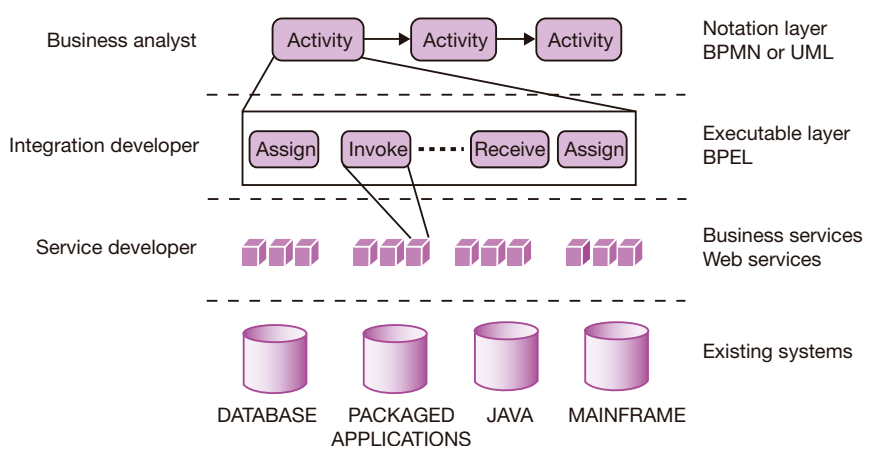 Business analyst
Activity
Activity
Activity
Notation layer
BPMN or UML
Integration developer
Assign
Invoke
Receive
Assign
Executable layer
BPEL
Service developer
Business services
Web services
Existing systems
DATABASE
PACKAGED
APPLICATIONS
JAVA
MAINFRAME